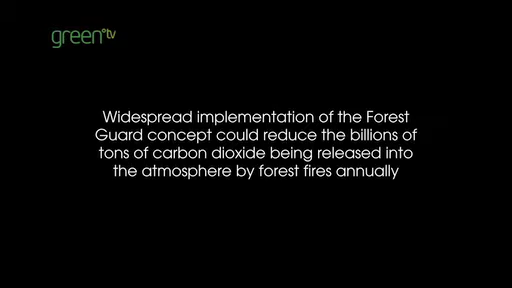 green.tv
Widespread implementation of the Forest
Guard concept could reduce the billions of
tons of carbon dioxide being released into
the atmosphere by forest fires annually